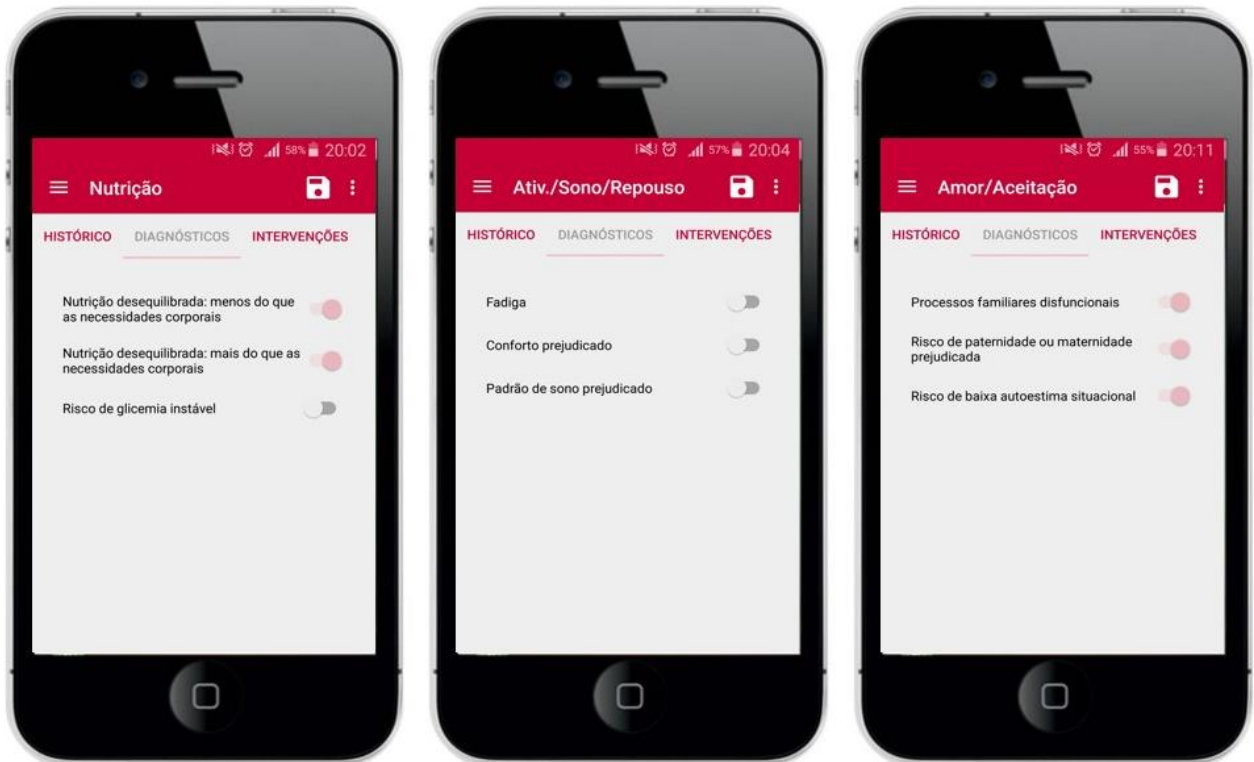 58% 20:02
Nutrição
HISTÓRICO DIAGNÓSTICOS INTERVENÇÕES
Nutrição desequilibrada: menos do que
as necessidades corporais
Nutrição desequilibrada: mais do que as
necessidades corporais
Risco de glicemia instável
57% 20:04
Ativ./Sono/Repouso
HISTÓRICO DIAGNÓSTICOS INTERVENÇÕES
Fadiga
Conforto prejudicado
Padrão de sono prejudicado
55% 20:11
Amor/Aceitação
HISTÓRICO DIAGNÓSTICOS INTERVENÇÕES
Processos familiares disfuncionais
Risco de paternidade ou maternidade
prejudicada
Risco de baixa autoestima situacional